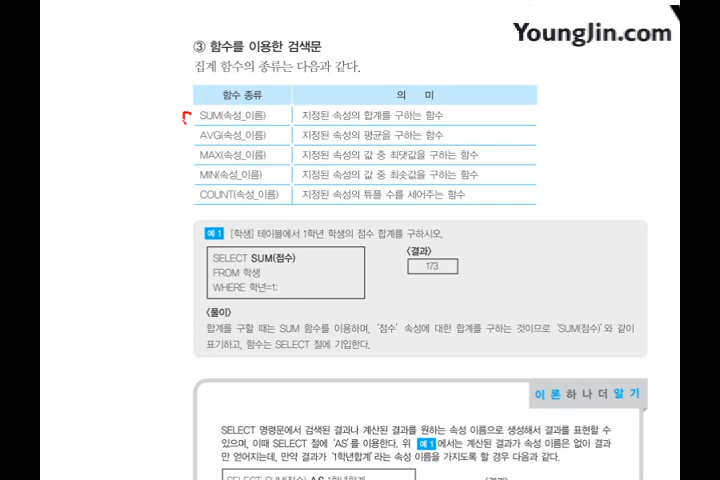 YoungJin.com
③ 함수를 이용한 검색문
집계 함수의 종류는 다음과 같다.
함수 종류 의 미
SUM(속성_이름) 지정된 속성의 합계를 구하는 함수
AVG(속성_이름) 지정된 속성의 평균을 구하는 함수
MAX(속성_이름) 지정된 속성의 값 중 최댓값을 구하는 함수
MIN(속성_이름) 지정된 속성의 값 중 최솟값을 구하는 함수
COUNT(속성_이름) 지정된 속성의 튜플 수를 세어주는 함수
예 1 [학생] 테이블에서 1학년 학생의 점수 합계를 구하시오.
SELECT SUM(점수)
FROM 학생
WHERE 학년=1;
<결과>
173
<풀이>
합계를 구할 때는 SUM 함수를 이용하며, '점수' 속성에 대한 합계를 구하는 것이므로 'SUM(점수)'와 같이
표기하고, 함수는 SELECT 절에 기입한다.
이론 하나 더 알기
SELECT 명령문에서 검색된 결과나 계산된 결과를 원하는 속성 이름으로 생성해서 결과를 표현할 수
있으며, 이때 SELECT 절에 'AS'를 이용한다. 위 예 1 에서는 계산된 결과가 속성 이름은 없이 결과
만 얻어지는데, 만약 결과가 '1학년합계'라는 속성 이름을 가지도록 할 경우 다음과 같다.
SELECT SUM(점수) AS 1학년합계
<결과>